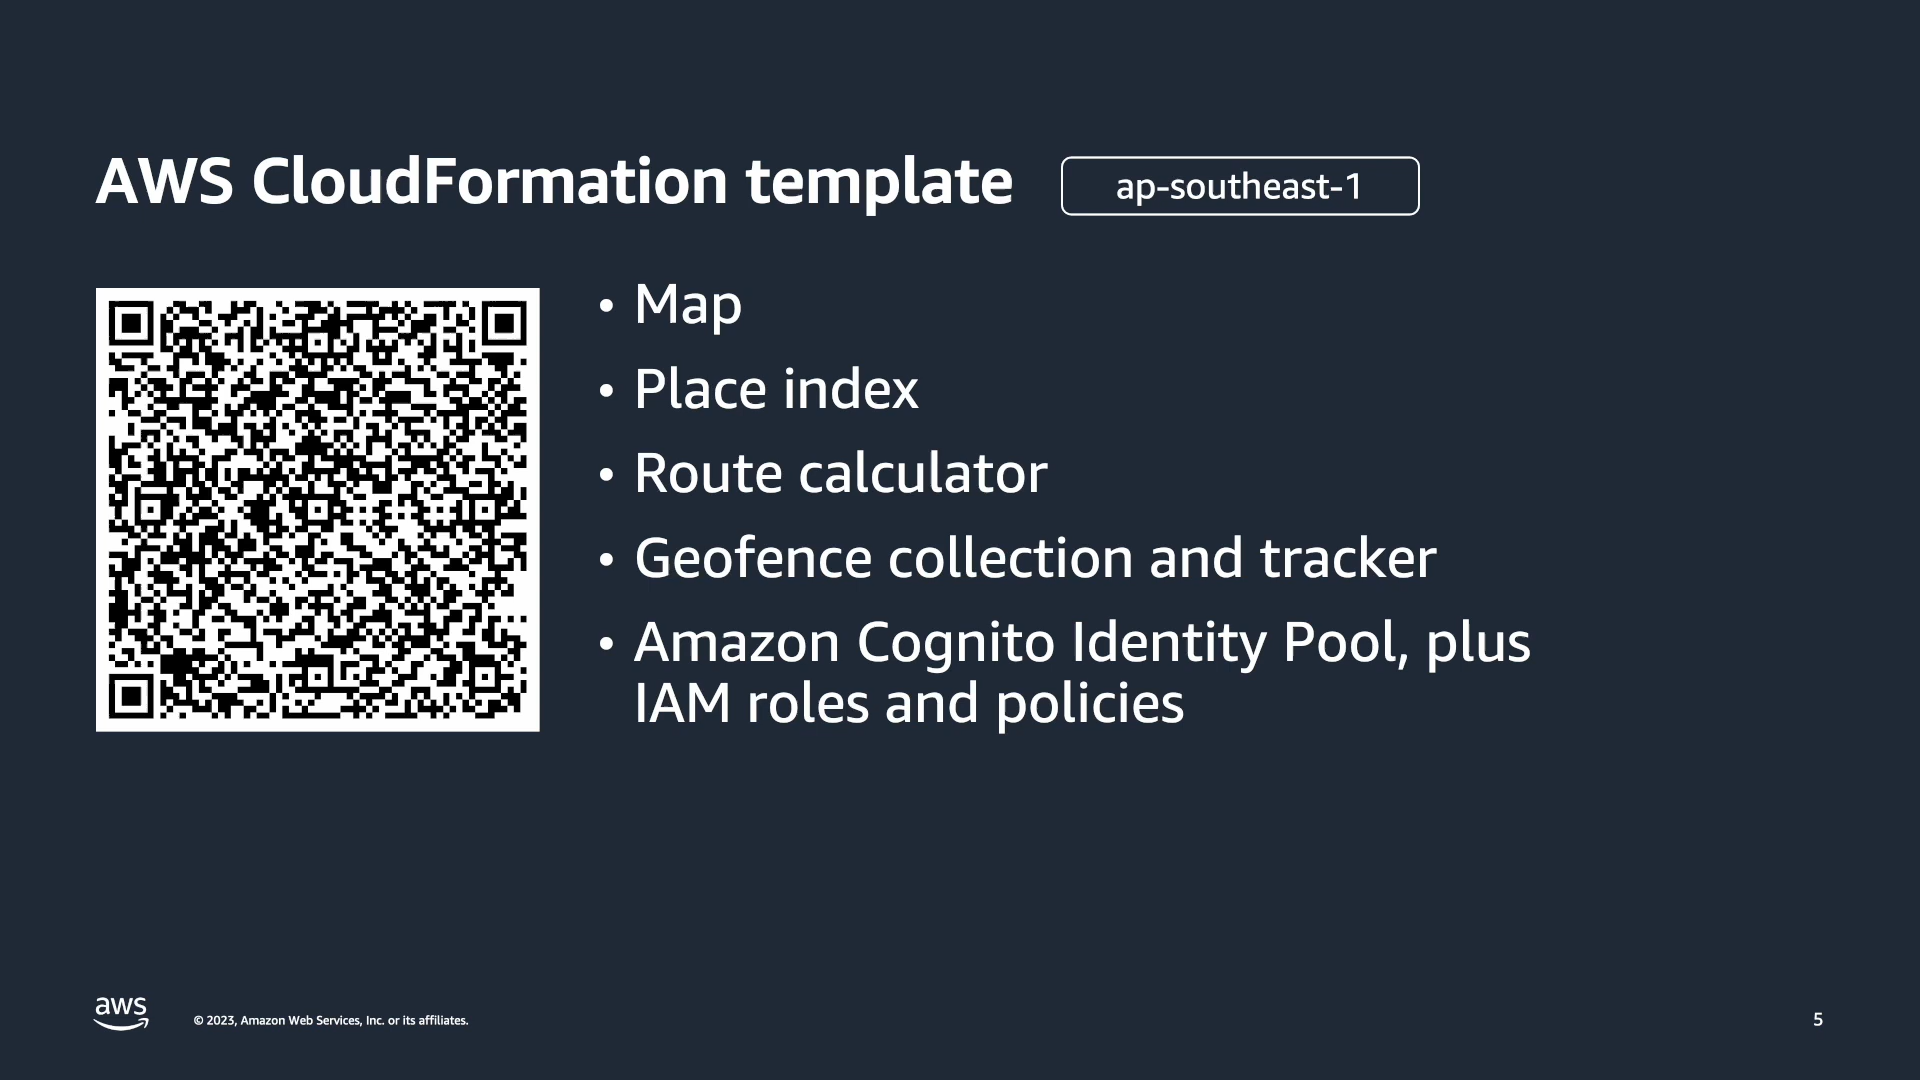 AWS CloudFormation template
ap-southeast-1
• Map
• Place index
• Route calculator
• Geofence collection and tracker
• Amazon Cognito Identity Pool, plus
IAM roles and policies
aws
© 2023, Amazon Web Services, Inc. or its affiliates.
5